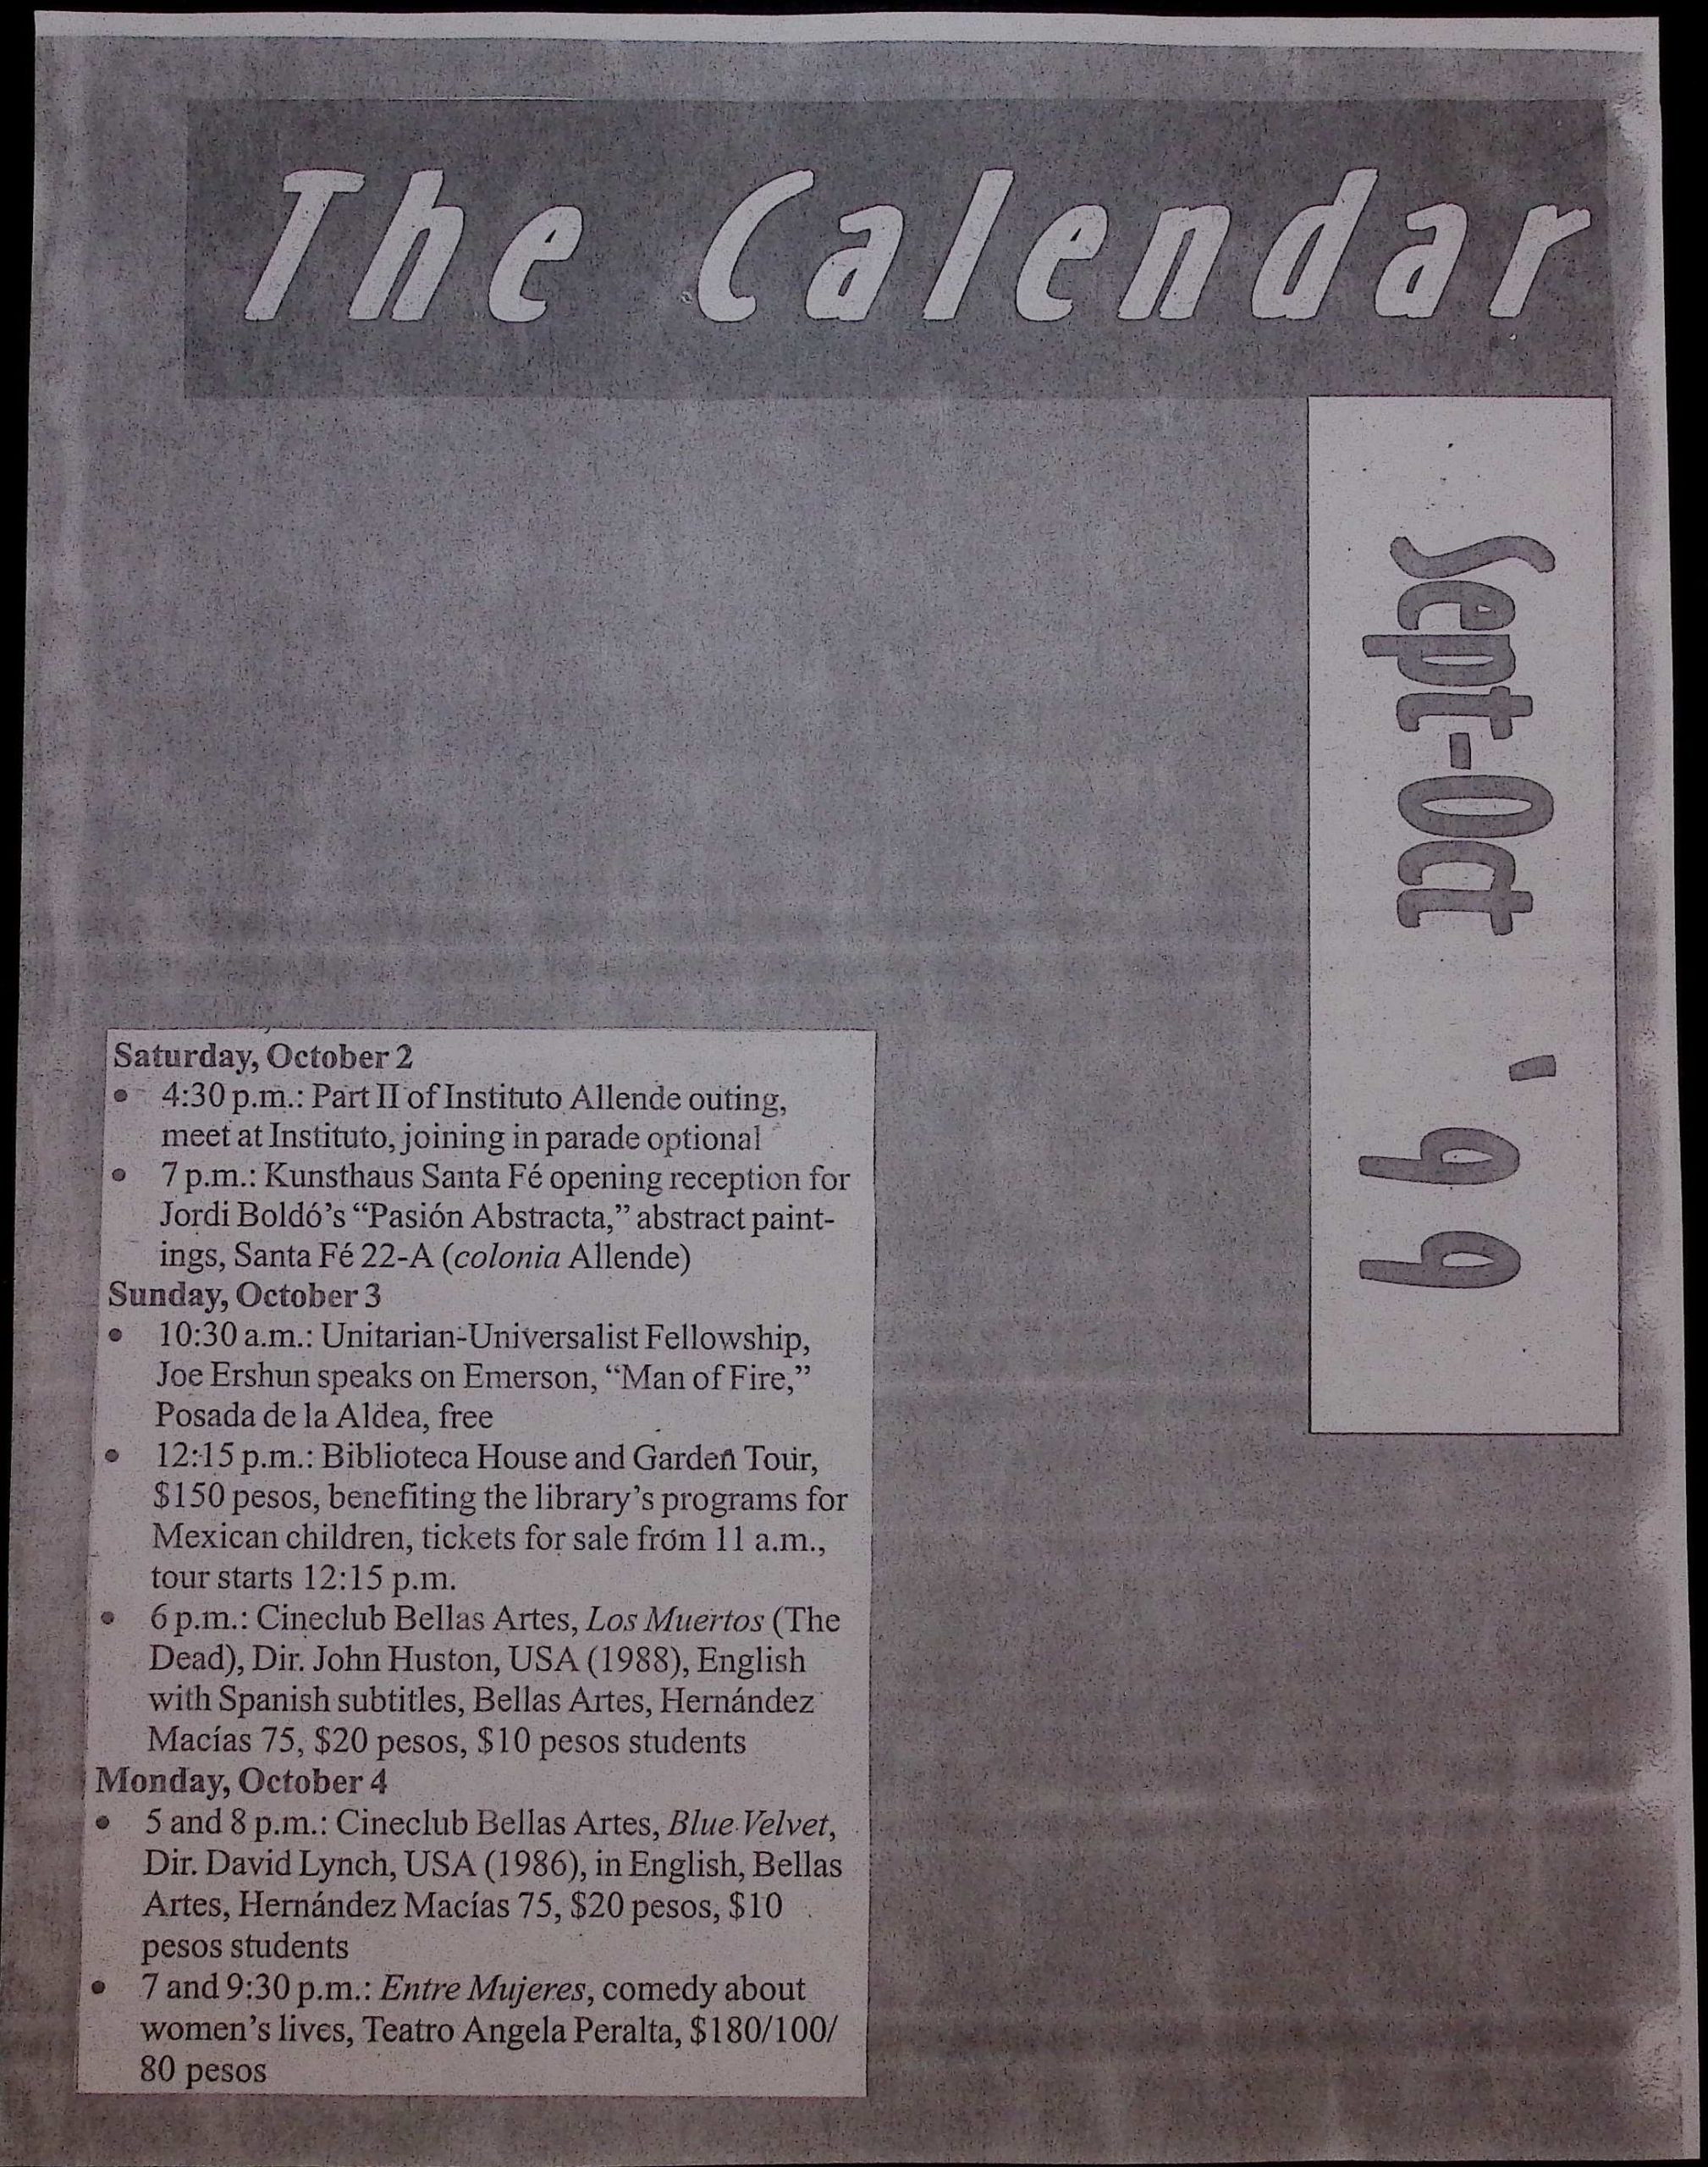 The Calendar
Sept-Oct '99
Saturday, October 2
• 4:30 p.m.: Part II of Instituto Allende outing,
meet at Instituto, joining in parade optional
• 7 p.m.: Kunsthaus Santa Fé opening reception for
Jordi Boldó’s “Pasión Abstracta,” abstract paint-
ings, Santa Fé 22-A (colonia Allende)
Sunday, October 3
• 10:30 a.m.: Unitarian-Universalist Fellowship,
Joe Ershun speaks on Emerson, “Man of Fire,”
Posada de la Aldea, free
• 12:15 p.m.: Biblioteca House and Garden Tour,
$150 pesos, benefiting the library’s programs for
Mexican children, tickets for sale from 11 a.m.,
tour starts 12:15 p.m.
• 6 p.m.: Cineclub Bellas Artes, Los Muertos (The
Dead), Dir. John Huston, USA (1988), English
with Spanish subtitles, Bellas Artes, Hernández
Macías 75, $20 pesos, $10 pesos students
Monday, October 4
• 5 and 8 p.m.: Cineclub Bellas Artes, Blue Velvet,
Dir. David Lynch, USA (1986), in English, Bellas
Artes, Hernández Macías 75, $20 pesos, $10
pesos students
• 7 and 9:30 p.m.: Entre Mujeres, comedy about
women’s lives, Teatro Angela Peralta, $180/100/
80 pesos